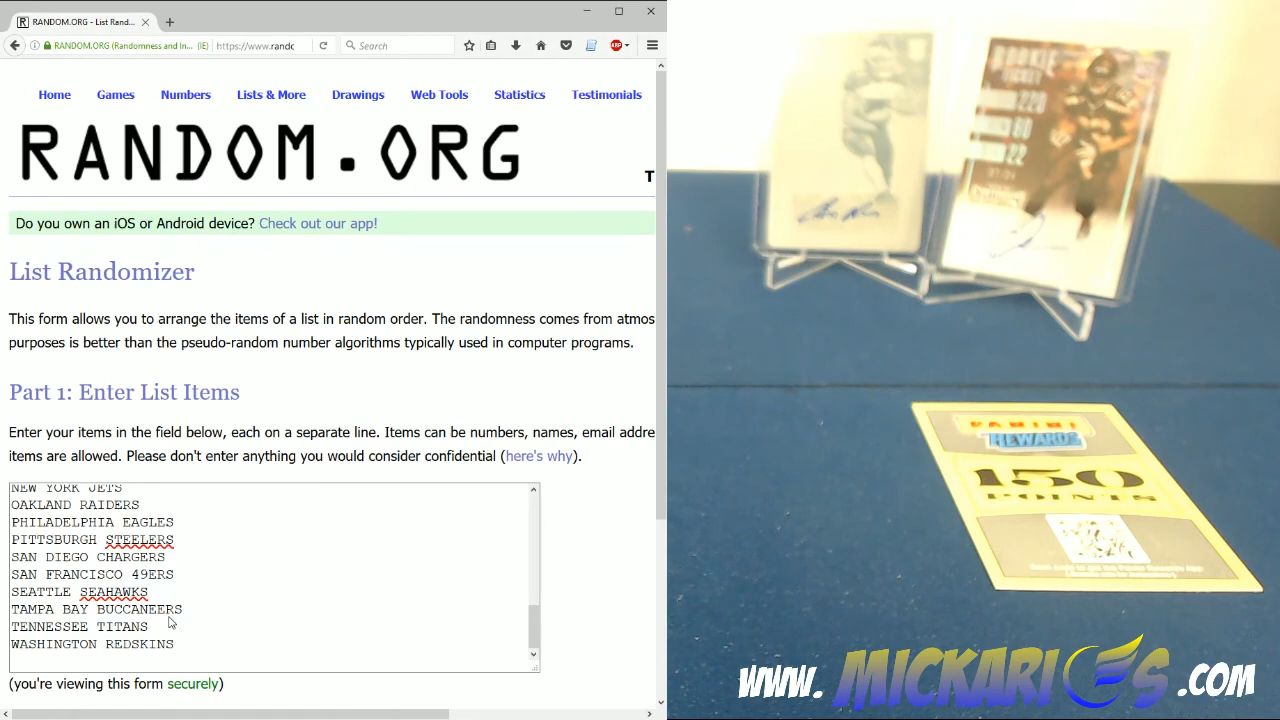 RANDOM.ORG - List Rand...
RANDOM.ORG (Randomness and In... (IE)
https://www.randc
Search
ABP
Home
Games
Numbers
Lists & More
Drawings
Web Tools
Statistics
Testimonials
RANDOM.ORG
T
Do you own an iOS or Android device? Check out our app!
List Randomizer
This form allows you to arrange the items of a list in random order. The randomness comes from atmos
purposes is better than the pseudo-random number algorithms typically used in computer programs.
Part 1: Enter List Items
Enter your items in the field below, each on a separate line. Items can be numbers, names, email addre
items are allowed. Please don't enter anything you would consider confidential (here's why).
NEW YORK JETS
OAKLAND RAIDERS
PHILADELPHIA EAGLES
PITTSBURGH STEELERS
SAN DIEGO CHARGERS
SAN FRANCISCO 49ERS
SEATTLE SEAHAWKS
TAMPA BAY BUCCANEERS
TENNESSEE TITANS
WASHINGTON REDSKINS
(you're viewing this form securely)
ROOKIE
TICKET
220
80
22
PANINI
REWARDS
150
POINTS
www.MICKARIES.com